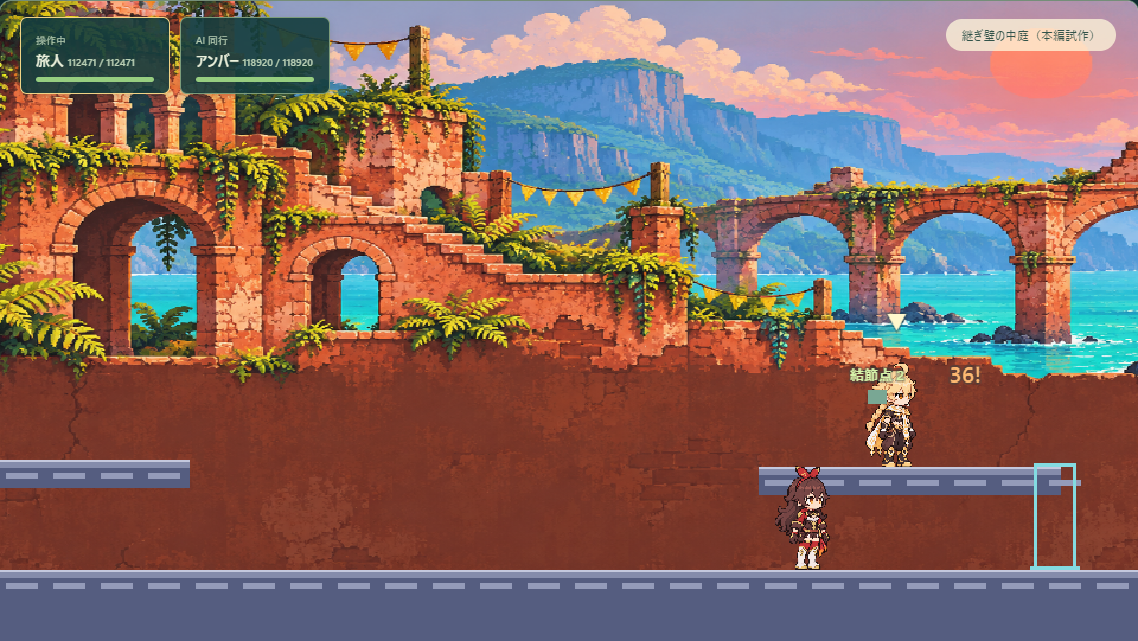 操作中
旅人 112471 / 112471
AI 同行
アンバー 118920 / 118920
継ぎ壁の中庭（本編試作）
結節点 2
36!